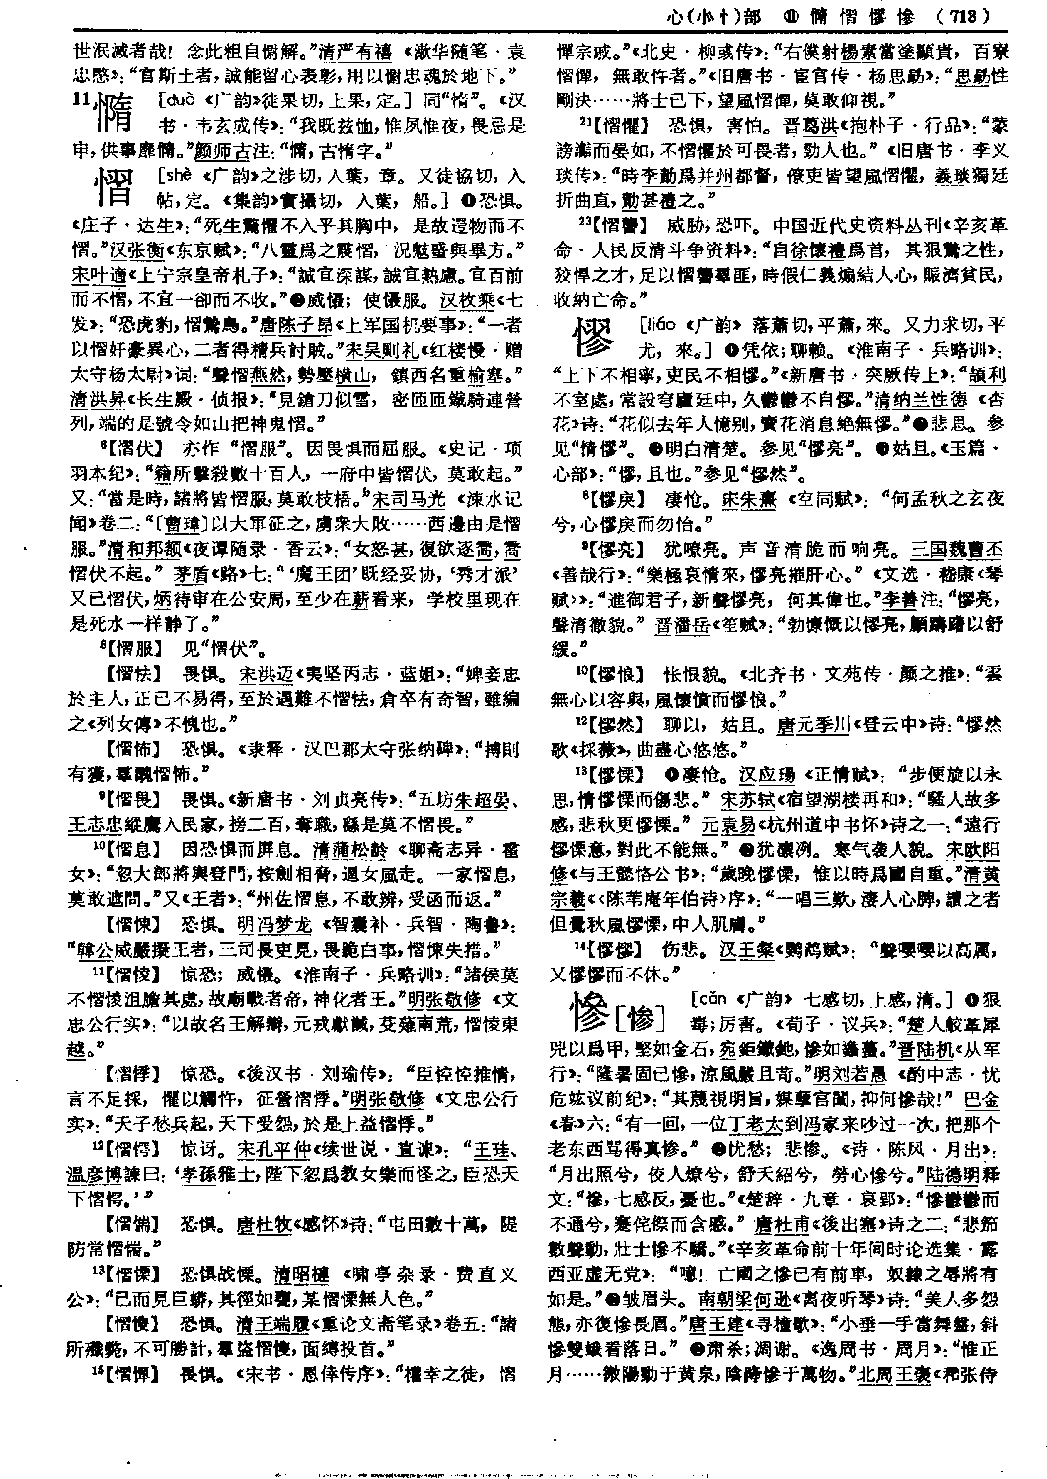 心(小忄)部 ⑪ 㥩 慴 憀 慘 (713)
世泯滅者哉！念此粗自慰解。”清严有禧《漱华随笔·袁
忠愍》：“官斯土者，誠能留心表彰，用以慰忠魂於地下。”
11 㥩 [duò《广韵》徒果切，上果，定。] 同“惰”。《汉
书·韦玄成传》：“我既兹恤，惟夙惟夜，畏忌是
申，供事靡㥩。”颜师古注：“㥩，古惰字。”
慴 [shè《广韵》之涉切，入葉，章。又徒協切，入
帖，定。《集韵》實攝切，入葉，船。] ❶恐惧。
《庄子·达生》：“死生驚懼不入乎其胸中，是故遻物而不
慴。”汉张衡《东京赋》：“八靈爲之震慴，况鬾蜮與畢方。”
宋叶適《上宁宗皇帝札子》：“誠宜深謀，誠宜熟慮。宜百前
而不慴，不宜一卻而不收。”❷威慑；使慑服。汉枚乘《七
发》：“恐虎豹，慴鷙鳥。”唐陈子昂《上军国机要事》：“一者
以慴奸豪異心，二者得精兵討賊。”宋吴则礼《红楼慢·赠
太守杨太尉》词：“聲慴燕然，勢壓横山，鎮西名重榆塞。”
清洪昇《长生殿·侦报》：“見鎗刀似雪，密匝匝鐵騎連營
列，端的是號令如山把神鬼慴。”
6【慴伏】 亦作“慴服”。因畏惧而屈服。《史记·项
羽本纪》：“籍所擊殺數十百人，一府中皆慴伏，莫敢起。”
又：“當是時，諸將皆慴服，莫敢枝梧。”宋司马光《涑水记
闻》卷二：“〔曹瑋〕以大軍征之，虜衆大敗……西邊由是慴
服。”清和邦额《夜谭随录·香云》：“女怒甚，復欲逐喬，喬
慴伏不起。”茅盾《路》七：“‘魔王团’既经妥协，‘秀才派’
又已慴伏，炳待审在公安局，至少在薪看来，学校里现在
是死水一样静了。”
8【慴服】 见“慴伏”。
【慴怯】 畏惧。宋洪迈《夷坚丙志·蓝姐》：“婢妾忠
於主人，正已不易得，至於遇難不慴怯，倉卒有奇智，雖編
之《列女傳》不愧也。”
【慴怖】 恐惧。《隶释·汉巴郡太守张纳碑》：“搏則
有獲，羣醜慴怖。”
9【慴畏】 畏惧。《新唐书·刘贞亮传》：“五坊朱超晏、
王志忠縱鷹入民家，搒二百，奪職，繇是莫不慴畏。”
10【慴息】 因恐惧而屏息。清蒲松龄《聊斋志异·霍
女》：“忽大郎將與登門，按劍相脅，逼女風走。一家慴息，
莫敢遮問。”又《王者》：“州佐慴息，不敢辨，受函而返。”
【慴悚】 恐惧。明冯梦龙《智囊补·兵智·陶鲁》：
“韓公威嚴擬王者，三司長吏見，長跪白事，慴悚失措。”
11【慴悛】 惊恐；威慑。《淮南子·兵略训》：“諸侯莫
不慴悛沮膽其處，故廟戰者帝，神化者王。”明张敬修《文
忠公行实》：“以故名王解辮，元戎獻馘，芟薙南荒，慴悛東
越。”
【慴悸】 惊恐。《後汉书·刘瑜传》：“臣悾悾推情，
言不足採，懼以觸忤，征營慴悸。”明张敬修《文忠公行
实》：“天子愁兵起，天下受怨，於是上益慴悸。”
12【慴愕】 惊讶。宋孔平仲《续世说·直谏》：“王珪、
温彦博諫曰：‘孝孫雅士，陛下忽爲教女樂而怪之，臣恐天
下慴愕。’”
【慴惴】 恐惧。唐杜牧《感怀》诗：“屯田數十萬，隄
防常慴惴。”
13【慴慄】 恐惧战慄。清昭槤《啸亭杂录·费直义
公》：“已而見巨蟒，其徑如甕，某慴慄無人色。”
【慴愯】 恐惧。清王端履《重论文斋笔录》卷五：“諸
所殲斃，不可勝計，羣盜慴愯，面縛投首。”
15【慴憚】 畏惧。《宋书·恩倖传序》：“權幸之徒，慴
憚宗戚。”《北史·柳彧传》：“右僕射楊素當塗顯貴，百寮
慴憚，無敢忤者。”《旧唐书·宦官传·杨思勗》：“思勗性
剛決……將士已下，望風慴憚，莫敢仰視。”
21【慴懼】 恐惧，害怕。晋葛洪《抱朴子·行品》：“蒙
謗讟而晏如，不慴懼於可畏者，勁人也。”《旧唐书·李义
琰传》：“時李勣爲并州都督，僚吏皆望風慴懼，義琰獨廷
折曲直，勣甚禮之。”
23【慴讋】 威胁，恐吓。中国近代史资料丛刊《辛亥革
命·人民反清斗争资料》：“自徐懷禮爲首，其狠鷙之性，
狡悍之才，足以慴讋羣匪，時假仁義煽結人心，賑濟貧民，
收納亡命。”
憀 [liáo《广韵》落蕭切，平蕭，來。又力求切，平
尤，來。] ❶凭依；聊赖。《淮南子·兵略训》：
“上下不相寧，吏民不相憀。”《新唐书·突厥传上》：“頡利
不室處，常設穹廬廷中，久鬱鬱不自憀。”清纳兰性德《杏
花》诗：“花似去年人憶别，賣花消息絶無憀。”❷悲思。参
见“情憀”。❸明白清楚。参见“憀亮”。❹姑且。《玉篇·
心部》：“憀，且也。”参见“憀然”。
8【憀戾】 凄怆。宋朱熹《空同赋》：“何孟秋之玄夜
兮，心憀戾而勿怡。”
9【憀亮】 犹嘹亮。声音清脆而响亮。三国魏曹丕
《善哉行》：“樂極哀情來，憀亮摧肝心。”《文选·嵇康〈琴
赋〉》：“進御君子，新聲憀亮，何其偉也。”李善注：“憀亮，
聲清徹貌。”晋潘岳《笙赋》：“勃慷慨以憀亮，顧躊躇以舒
緩。”
10【憀悢】 怅恨貌。《北齐书·文苑传·颜之推》：“雲
無心以容與，風懷憤而憀悢。”
12【憀然】 聊以，姑且。唐元季川《登云中》诗：“憀然
歌《採薇》，曲盡心悠悠。”
13【憀慄】 ❶凄怆。汉应瑒《正情赋》：“步便旋以永
思，情憀慄而傷悲。”宋苏轼《宿望湖楼再和》：“騷人故多
感，悲秋更憀慄。”元袁易《杭州道中书怀》诗之一：“遠行
憀慄意，對此不能無。”❷犹凛冽。寒气袭人貌。宋欧阳
修《与王懿恪公书》：“歲晚憀慄，惟以時爲國自重。”清黄
宗羲《〈陈苇庵年伯诗〉序》：“一唱三歎，淒人心脾，讀之者
但覺秋風憀慄，中人肌膚。”
14【憀憀】 伤悲。汉王粲《鹦鹉赋》：“聲嚶嚶以高厲，
又憀憀而不休。”
慘[惨] [cǎn《广韵》七感切，上感，清。] ❶狠
毒；厉害。《荀子·议兵》：“楚人鮫革犀
兕以爲甲，堅如金石，宛鉅鐵釶，慘如蠭蠆。”晋陆机《从军
行》：“隆暑固已慘，涼風嚴且苛。”明刘若愚《酌中志·忧
危竑议前纪》：“其蔑視明旨，媒孽宫闈，抑何慘哉！”巴金
《春》六：“有一回，一位丁老太到冯家来吵过一次，把那个
老东西骂得真惨。”❷忧愁；悲惨。《诗·陈风·月出》：
“月出照兮，佼人燎兮，舒夭紹兮，勞心慘兮。”陆德明释
文：“慘，七感反，憂也。”《楚辞·九章·哀郢》：“慘鬱鬱而
不通兮，蹇侘傺而含慼。”唐杜甫《後出塞》诗之二：“悲笳
數聲動，壯士慘不驕。”《辛亥革命前十年间时论选集·露
西亚虚无党》：“噫！亡國之慘已有前車，奴隸之辱將有
如是。”❸皱眉头。南朝梁何逊《离夜听琴》诗：“美人多怨
態，亦復慘長眉。”唐王建《寻橦歌》：“小垂一手當舞盤，斜
慘雙蛾看落日。”❹肃杀；凋谢。《逸周书·周月》：“惟正
月……微陽動于黄泉，陰降慘于萬物。”北周王褒《和张侍